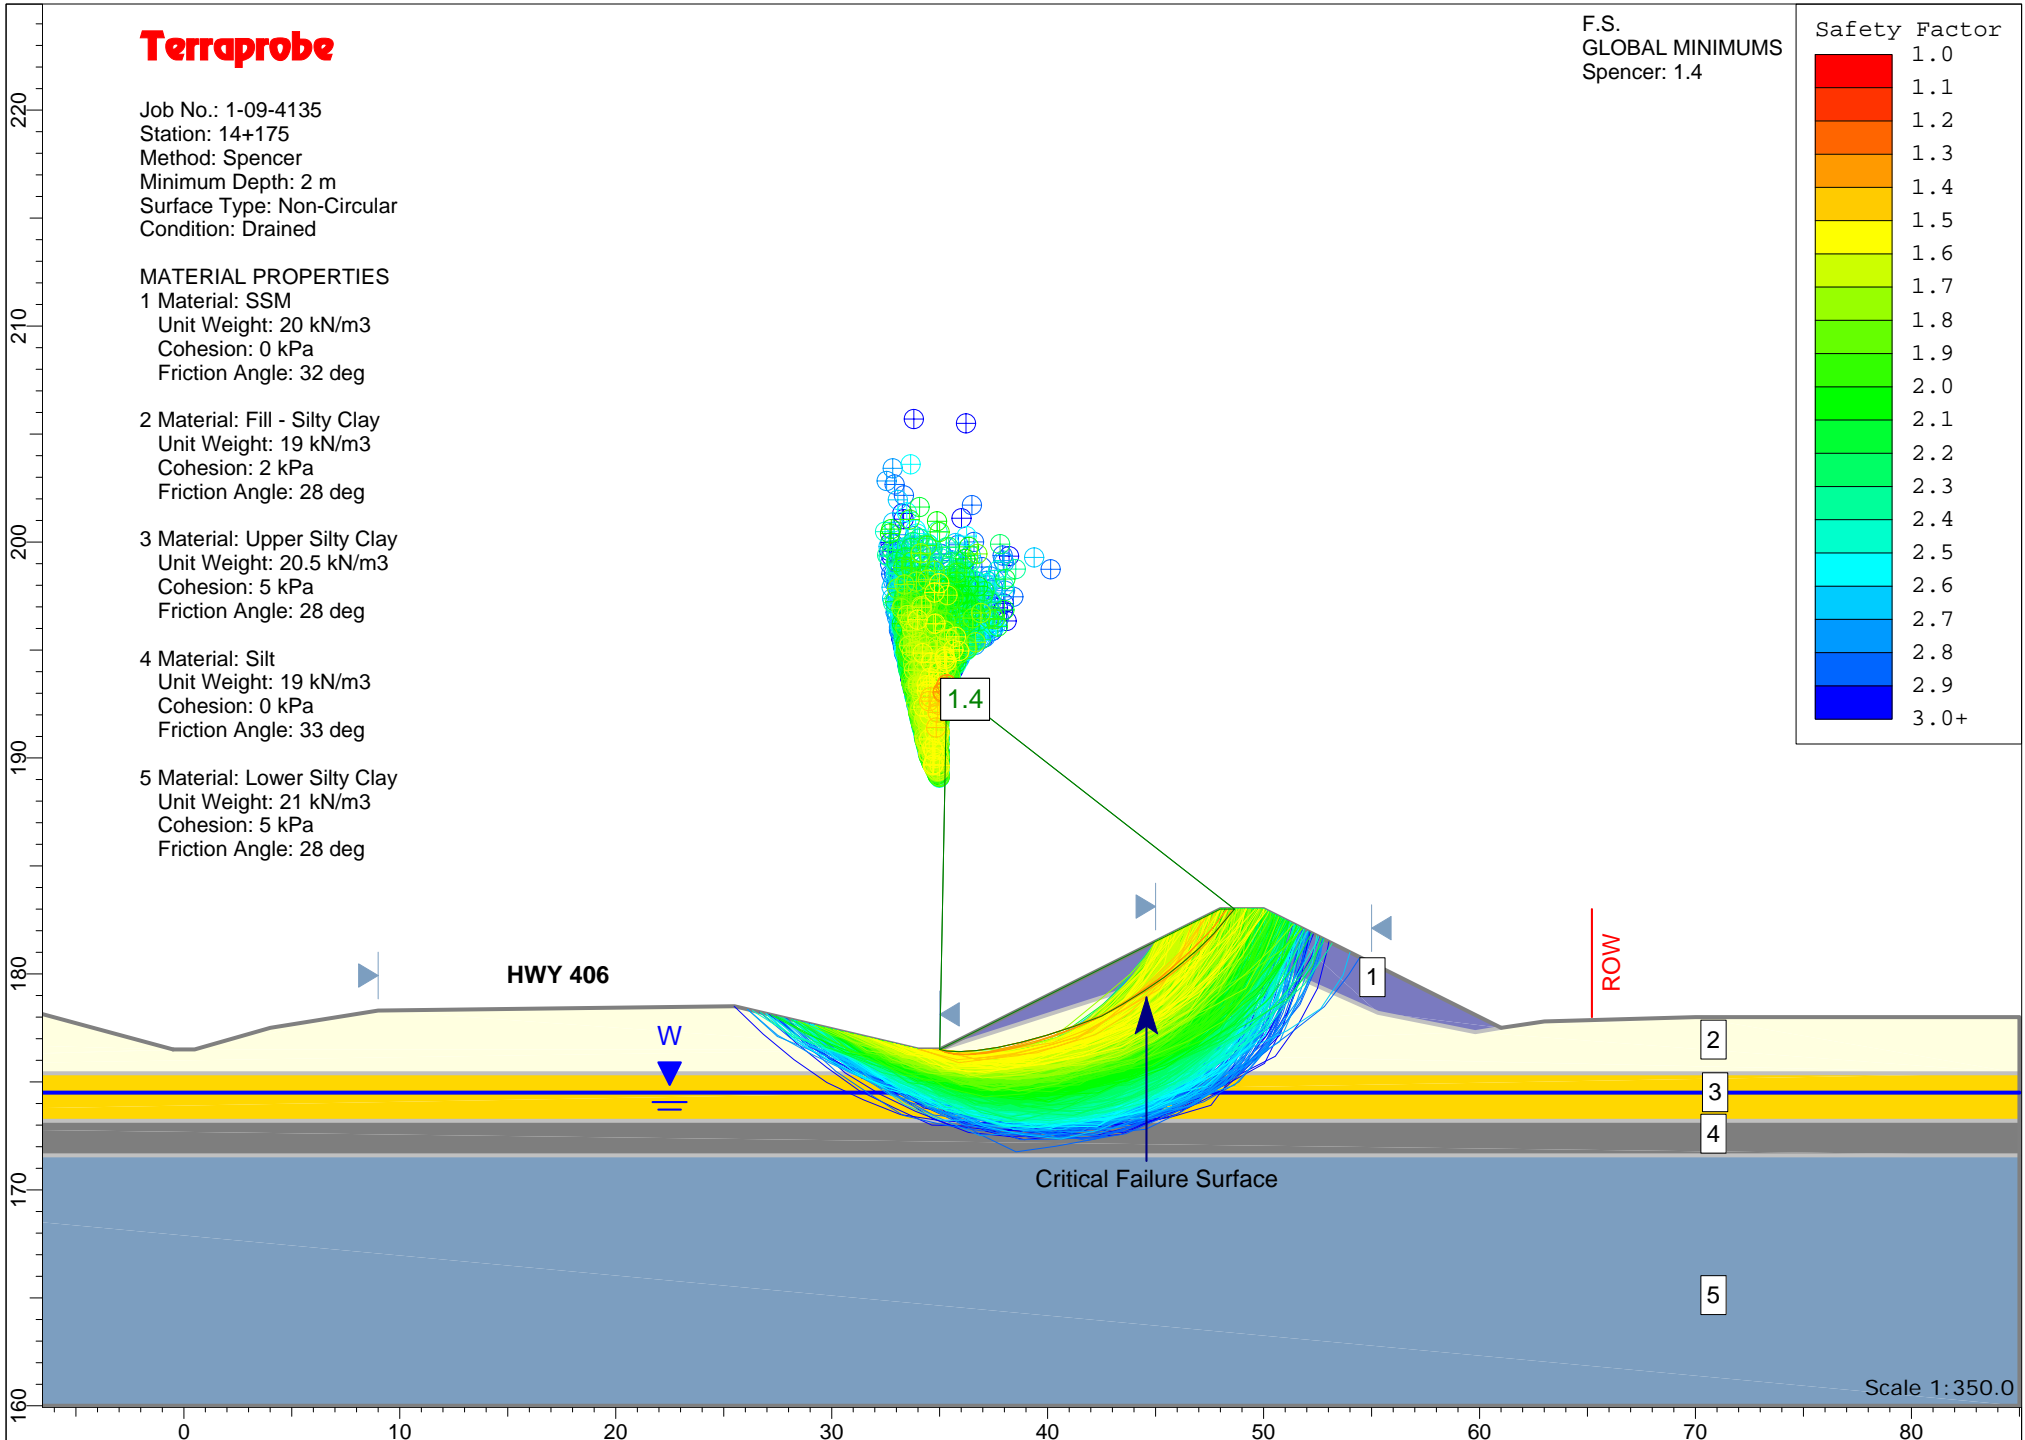 Terraprobe
Job No.: 1-09-4135
Station: 14+175
Method: Spencer
Minimum Depth: 2 m
Surface Type: Non-Circular
Condition: Drained
MATERIAL PROPERTIES
1 Material: SSM
Unit Weight: 20 kN/m3
Cohesion: 0 kPa
Friction Angle: 32 deg
2 Material: Fill - Silty Clay
Unit Weight: 19 kN/m3
Cohesion: 2 kPa
Friction Angle: 28 deg
3 Material: Upper Silty Clay
Unit Weight: 20.5 kN/m3
Cohesion: 5 kPa
Friction Angle: 28 deg
4 Material: Silt
Unit Weight: 19 kN/m3
Cohesion: 0 kPa
Friction Angle: 33 deg
5 Material: Lower Silty Clay
Unit Weight: 21 kN/m3
Cohesion: 5 kPa
Friction Angle: 28 deg
F.S.
GLOBAL MINIMUMS
Spencer: 1.4
Safety Factor
1.0
1.1
1.2
1.3
1.4
1.5
1.6
1.7
1.8
1.9
2.0
2.1
2.2
2.3
2.4
2.5
2.6
2.7
2.8
2.9
3.0+
220
210
200
190
180
170
160
1.4
HWY 406
W
ROW
1
2
3
4
5
Critical Failure Surface
Scale 1:350.0
0
10
20
30
40
50
60
70
80